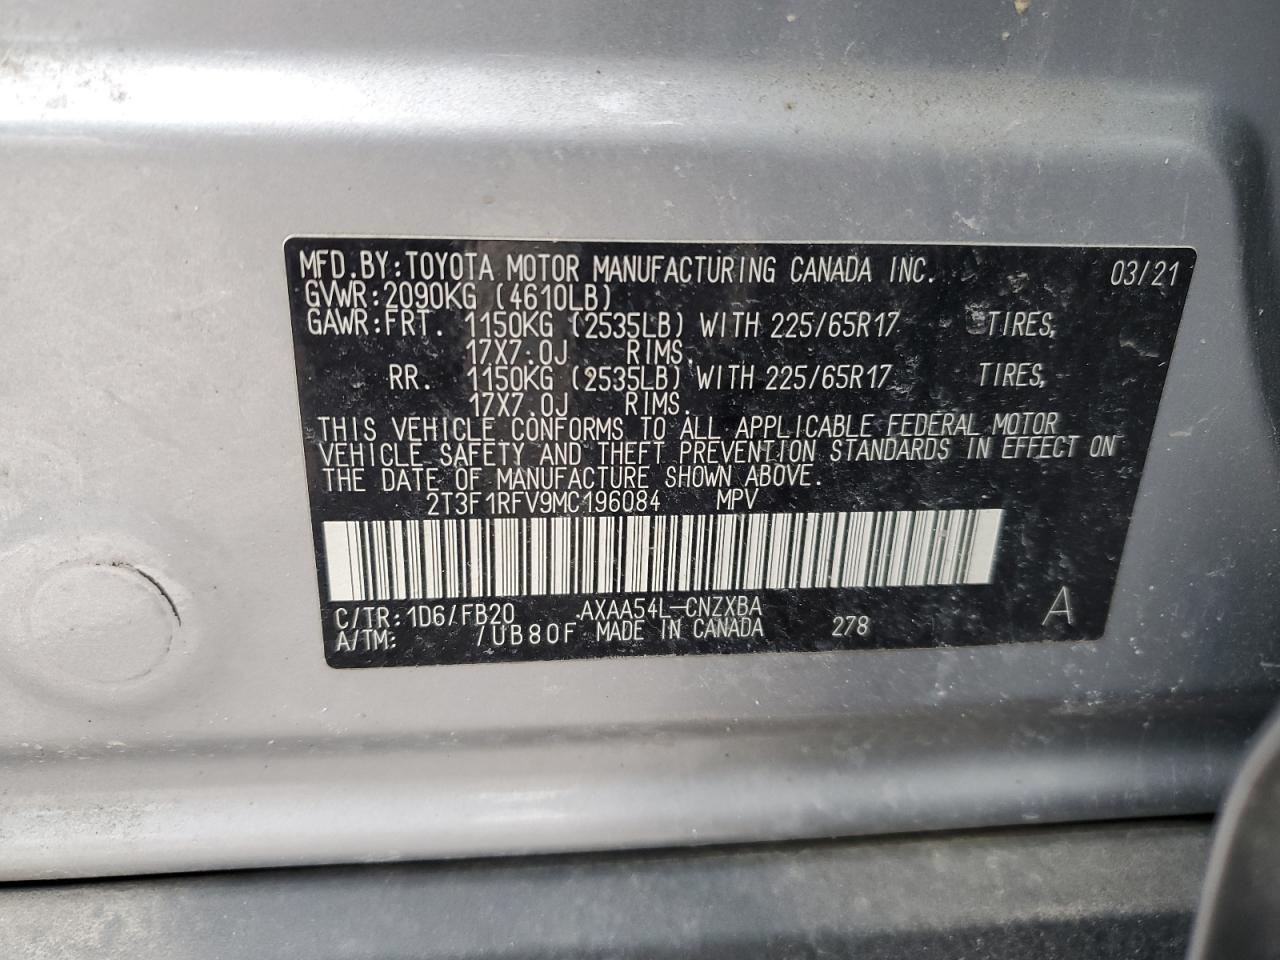 MFD.BY:TOYOTA MOTOR MANUFACTURING CANADA INC. 03/21
GVWR:2090KG (4610LB)
GAWR:FRT. 1150KG (2535LB) WITH 225/65R17 TIRES,
17X7.0J RIMS.
RR. 1150KG (2535LB) WITH 225/65R17 TIRES,
17X7.0J RIMS.
THIS VEHICLE CONFORMS TO ALL APPLICABLE FEDERAL MOTOR
VEHICLE SAFETY AND THEFT PREVENTION STANDARDS IN EFFECT ON
THE DATE OF MANUFACTURE SHOWN ABOVE.
2T3F1RFV9MC196084 MPV
C/TR:1D6/FB20 AXAA54L-CNZXBA A
A/TM: /UB80F MADE IN CANADA 278